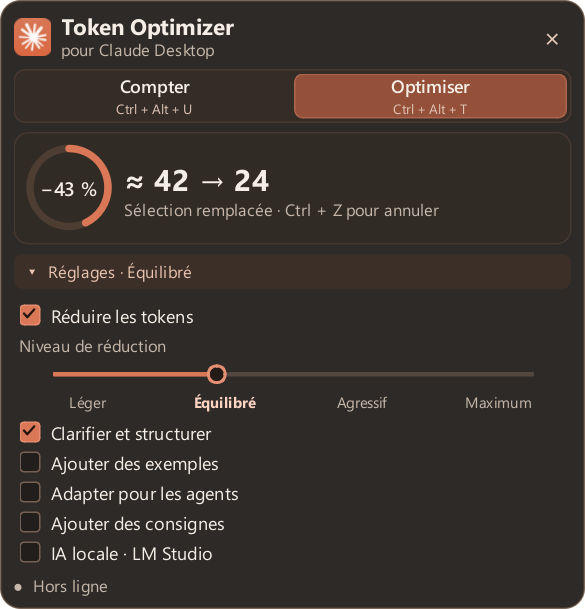 Token Optimizer
pour Claude Desktop
×
Compter
Ctrl + Alt + U
Optimiser
Ctrl + Alt + T
−43 %
≈ 42 → 24
Sélection remplacée · Ctrl + Z pour annuler
▾ Réglages · Équilibré
Réduire les tokens
Niveau de réduction
Léger Équilibré Agressif Maximum
Clarifier et structurer
Ajouter des exemples
Adapter pour les agents
Ajouter des consignes
IA locale · LM Studio
● Hors ligne